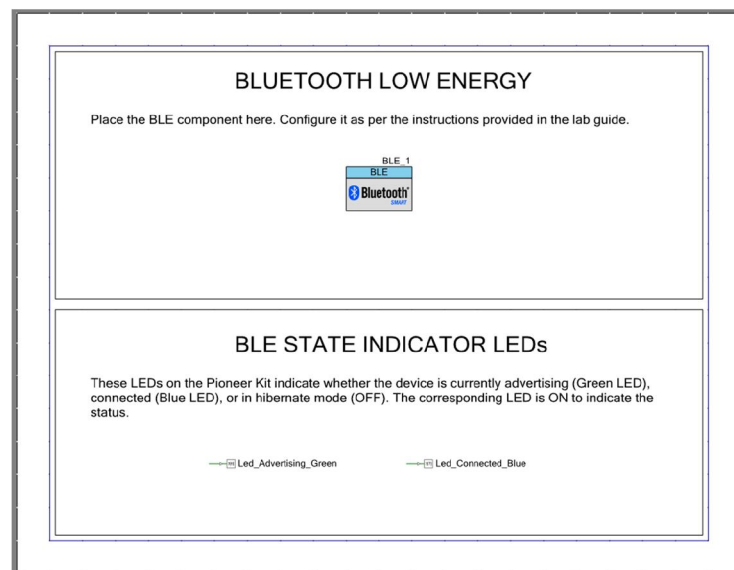 BLUETOOTH LOW ENERGY
Place the BLE component here. Configure it as per the instructions provided in the lab guide.
BLE_1
BLE
Bluetooth®
SMART
BLE STATE INDICATOR LEDs
These LEDs on the Pioneer Kit indicate whether the device is currently advertising (Green LED),
connected (Blue LED), or in hibernate mode (OFF). The corresponding LED is ON to indicate the
status.
Led_Advertising_Green Led_Connected_Blue